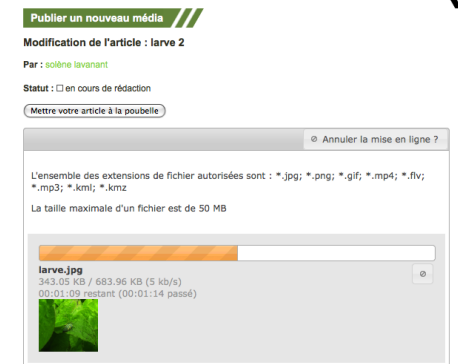 Publier un nouveau média
Modification de l'article : larve 2
Par : solène lavanant
Statut : en cours de rédaction
Mettre votre article à la poubelle
Annuler la mise en ligne ?
L'ensemble des extensions de fichier autorisées sont : *.jpg; *.png; *.gif; *.mp4; *.flv;
*.mp3; *.kml; *.kmz
La taille maximale d'un fichier est de 50 MB
larve.jpg
343.05 KB / 683.96 KB (5 kb/s)
00:01:09 restant (00:01:14 passé)